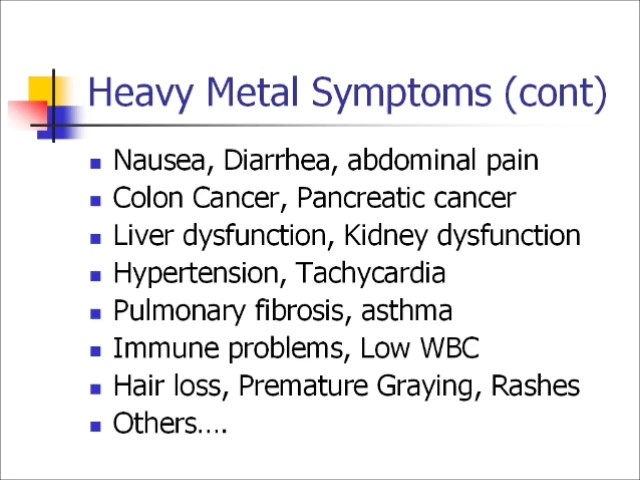 Heavy Metal Symptoms (cont)
Nausea, Diarrhea, abdominal pain
Colon Cancer, Pancreatic cancer
Liver dysfunction, Kidney dysfunction
Hypertension, Tachycardia
Pulmonary fibrosis, asthma
Immune problems, Low WBC
Hair loss, Premature Graying, Rashes
Others….